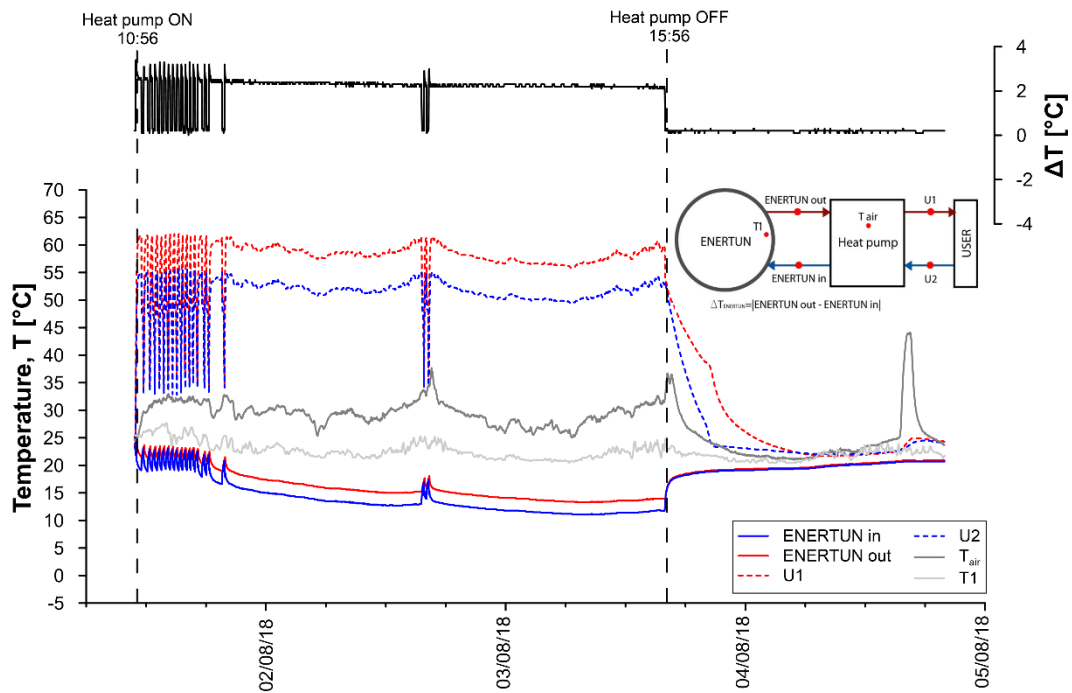 Heat pump ON
10:56
Heat pump OFF
15:56
4
2
0
-2
-4
ΔT [°C]
70
65
60
55
50
45
40
35
30
25
20
15
10
5
0
-5
Temperature, T [°C]
ENERTUN
T1
ENERTUN out
ENERTUN in
T air
Heat pump
U1
U2
USER
ΔTENERTUN=|ENERTUN out - ENERTUN in|
ENERTUN in
ENERTUN out
U1
U2
Tair
T1
02/08/18
03/08/18
04/08/18
05/08/18